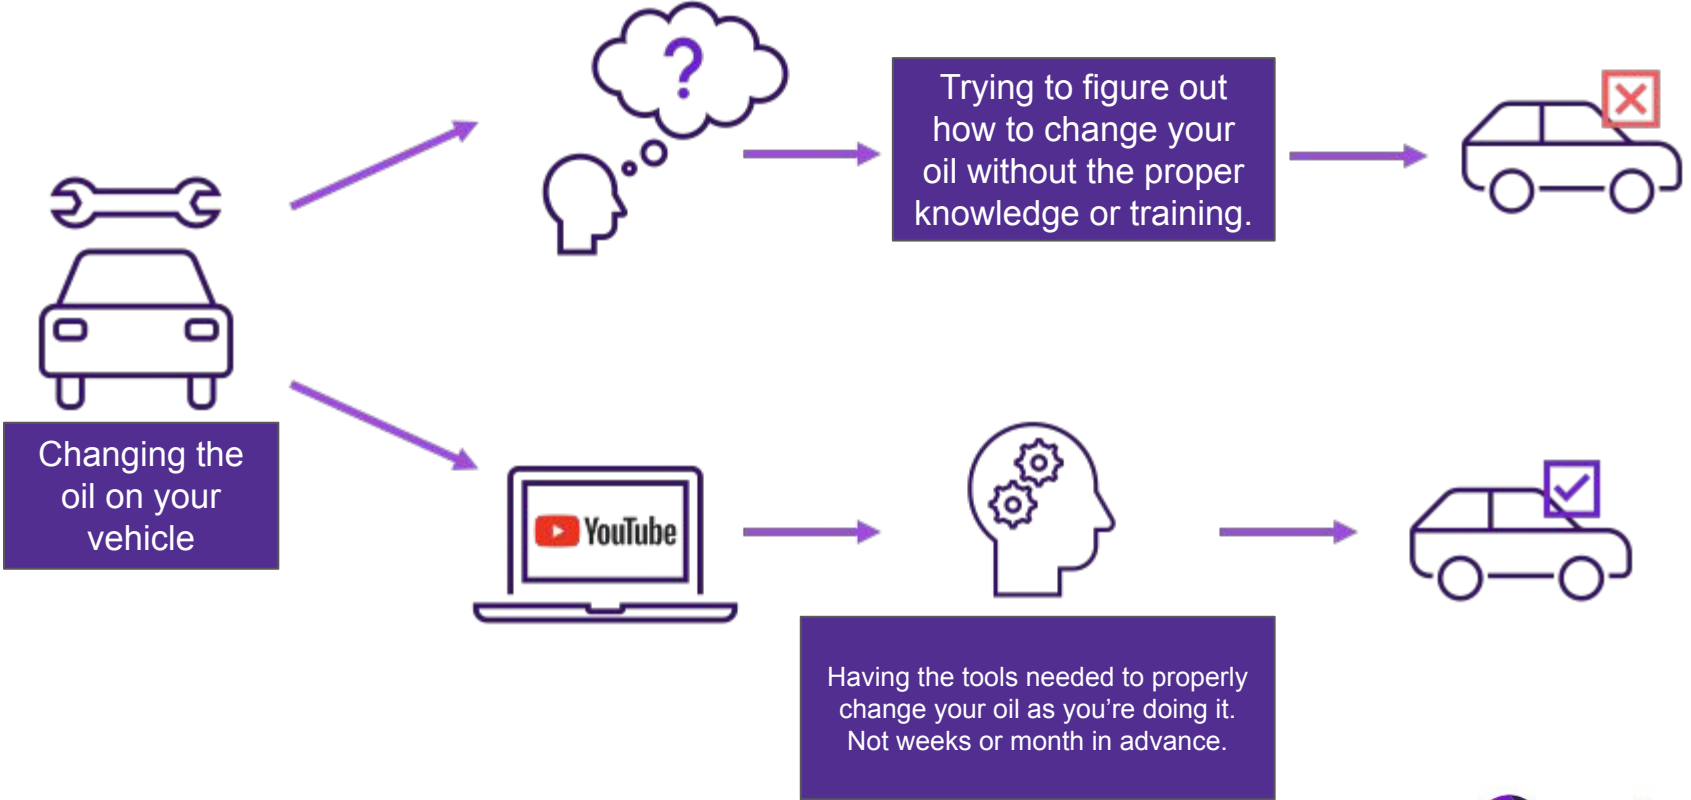 ?
Trying to figure out
how to change your
oil without the proper
knowledge or training.
Changing the
oil on your
vehicle
YouTube
Having the tools needed to properly
change your oil as you’re doing it.
Not weeks or month in advance.